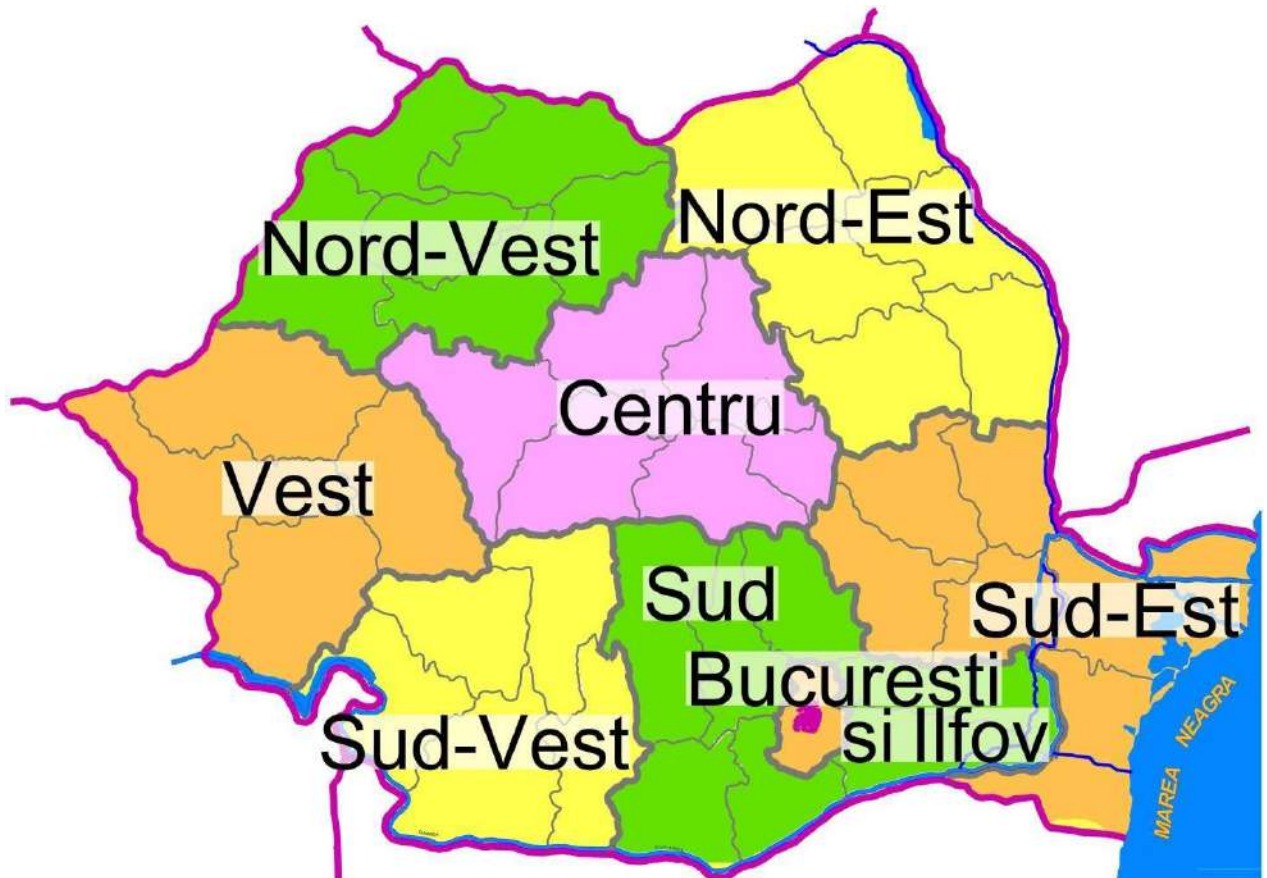 Nord-Vest
Nord-Est
Centru
Vest
Sud
Sud-Est
Bucuresti
si Ilfov
Sud-Vest
MAREA NEAGRA